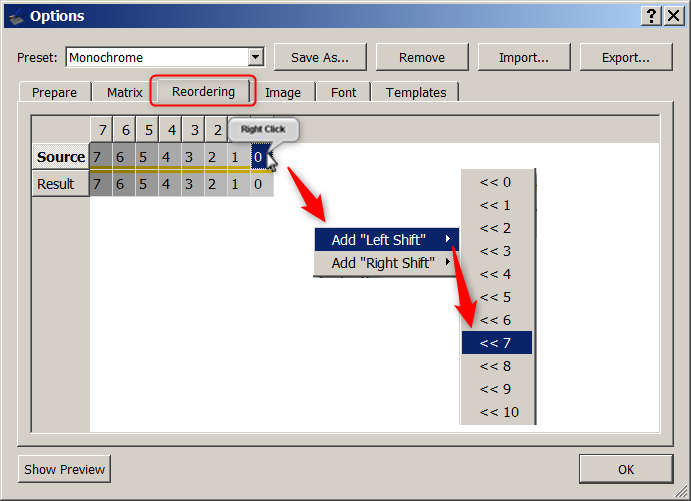 Options
Preset: Monochrome Save As... Remove Import... Export...
Prepare Matrix Reordering Image Font Templates
7 6 5 4 3 2
Right Click
Source 7 6 5 4 3 2 1 0
Result 7 6 5 4 3 2 1 0
Add "Left Shift"
Add "Right Shift"
<< 0
<< 1
<< 2
<< 3
<< 4
<< 5
<< 6
<< 7
<< 8
<< 9
<< 10
Show Preview OK